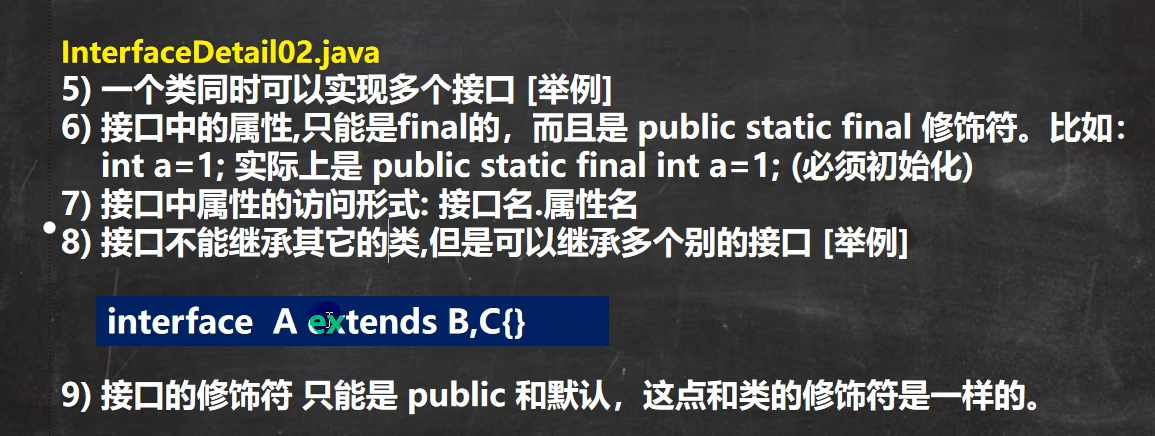 InterfaceDetail02.java
5) 一个类同时可以实现多个接口 [举例]
6) 接口中的属性,只能是final的，而且是 public static final 修饰符。比如：
int a=1; 实际上是 public static final int a=1; (必须初始化)
7) 接口中属性的访问形式: 接口名.属性名
8) 接口不能继承其它的类,但是可以继承多个别的接口 [举例]
interface A extends B,C{}
9) 接口的修饰符 只能是 public 和默认，这点和类的修饰符是一样的。